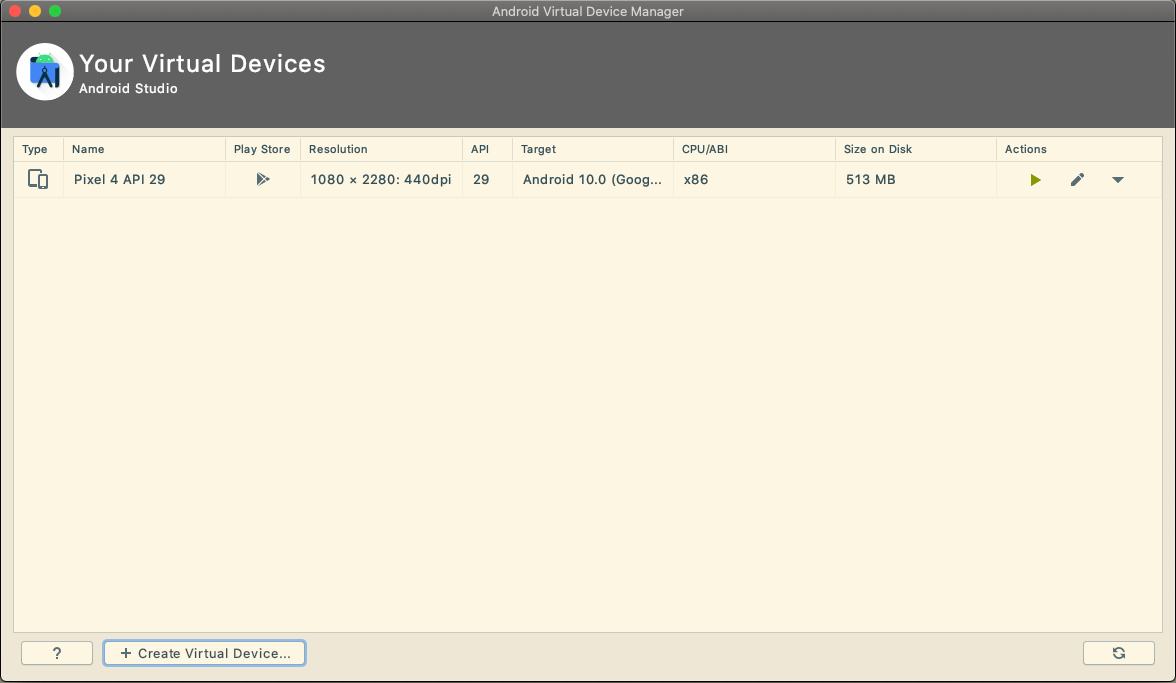 Android Virtual Device Manager
Your Virtual Devices
Android Studio
Type Name Play Store Resolution API Target CPU/ABI Size on Disk Actions
Pixel 4 API 29 1080 × 2280: 440dpi 29 Android 10.0 (Goog... x86 513 MB
? + Create Virtual Device...